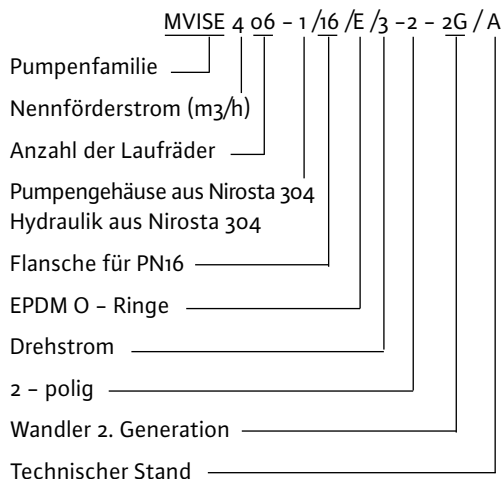 MVISE 4 06 - 1 /16 /E /3 -2 - 2G / A
Pumpenfamilie
Nennförderstrom (m3/h)
Anzahl der Laufräder
Pumpengehäuse aus Nirosta 304
Hydraulik aus Nirosta 304
Flansche für PN16
EPDM O - Ringe
Drehstrom
2 - polig
Wandler 2. Generation
Technischer Stand